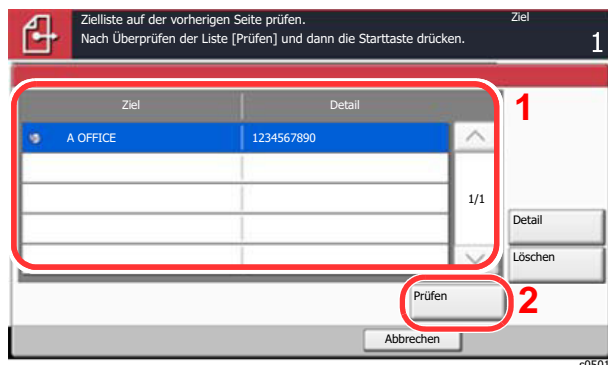 Zielliste auf der vorherigen Seite prüfen.
Ziel
Nach Überprüfen der Liste [Prüfen] und dann die Starttaste drücken.
1
Ziel
Detail
1
A OFFICE
1234567890
1/1
Detail
Löschen
Prüfen
2
Abbrechen
c0501